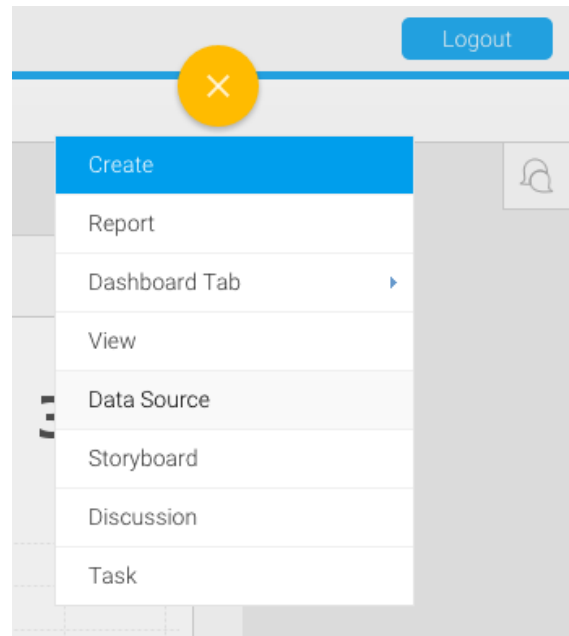 Logout
Create
Report
Dashboard Tab
View
Data Source
Storyboard
Discussion
Task